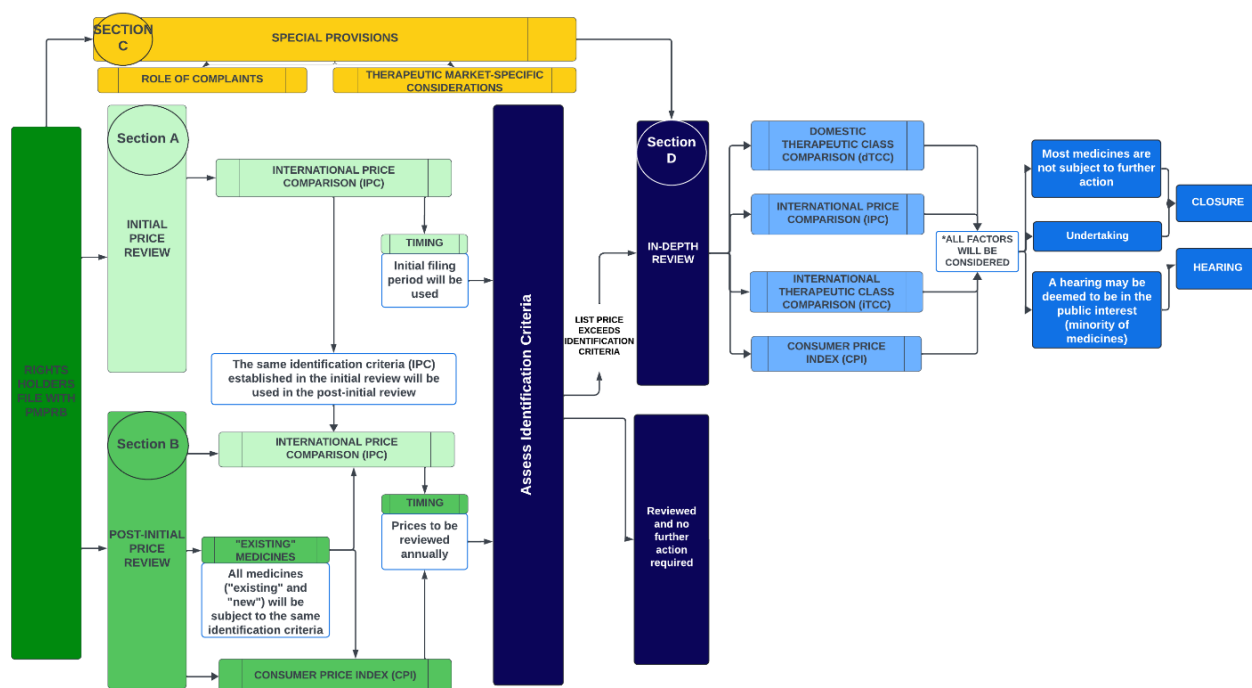 SECTION
C
SPECIAL PROVISIONS
ROLE OF COMPLAINTS
THERAPEUTIC MARKET-SPECIFIC
CONSIDERATIONS
RIGHTS
HOLDERS
FILE WITH
PMPRB
Section A
INITIAL
PRICE
REVIEW
INTERNATIONAL PRICE
COMPARISON (IPC)
TIMING
Initial filing
period will be
used
The same identification criteria (IPC)
established in the initial review will be
used in the post-initial review
Section B
POST-INITIAL
PRICE
REVIEW
INTERNATIONAL PRICE
COMPARISON (IPC)
TIMING
Prices to be
reviewed
annually
"EXISTING"
MEDICINES
All medicines
("existing" and
"new") will be
subject to the same
identification criteria
CONSUMER PRICE INDEX (CPI)
Assess Identification Criteria
LIST PRICE
EXCEEDS
IDENTIFICATION
CRITERIA
Section
D
IN-DEPTH
REVIEW
Reviewed
and no
further
action
required
DOMESTIC
THERAPEUTIC CLASS
COMPARISON (dTCC)
INTERNATIONAL PRICE
COMPARISON (IPC)
INTERNATIONAL
THERAPEUTIC CLASS
COMPARISON (iTCC)
CONSUMER PRICE
INDEX (CPI)
*ALL FACTORS
WILL BE
CONSIDERED
Most medicines are
not subject to further
action
Undertaking
A hearing may be
deemed to be in the
public interest
(minority of
medicines)
CLOSURE
HEARING